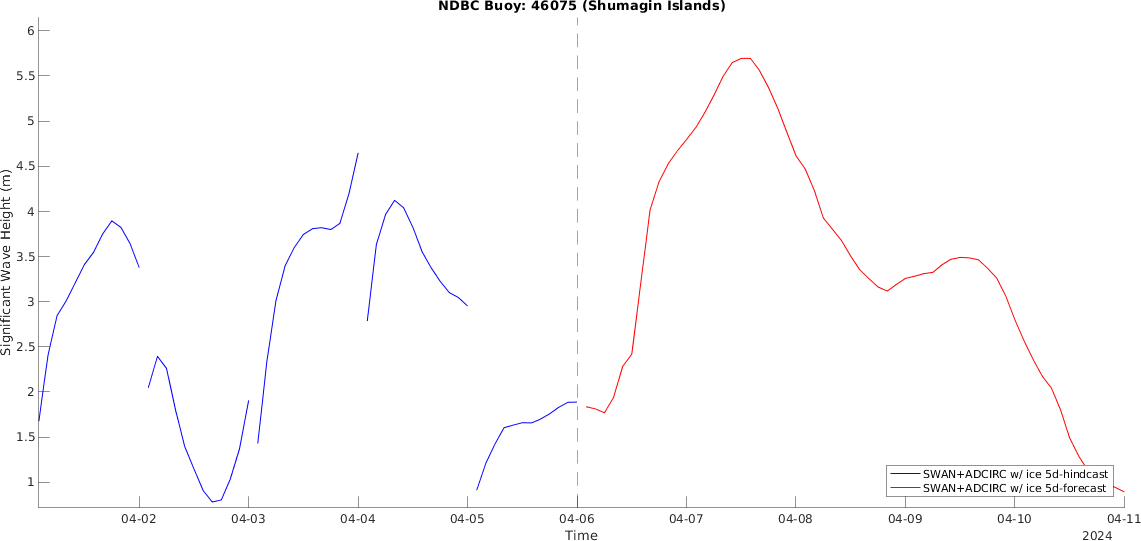 NDBC Buoy: 46075 (Shumagin Islands)
6
5.5
5
4.5
4
3.5
3
2.5
2
1.5
1
Significant Wave Height (m)
SWAN+ADCIRC w/ ice 5d-hindcast
SWAN+ADCIRC w/ ice 5d-forecast
04-02 04-03 04-04 04-05 04-06 04-07 04-08 04-09 04-10 04-11
Time
2024